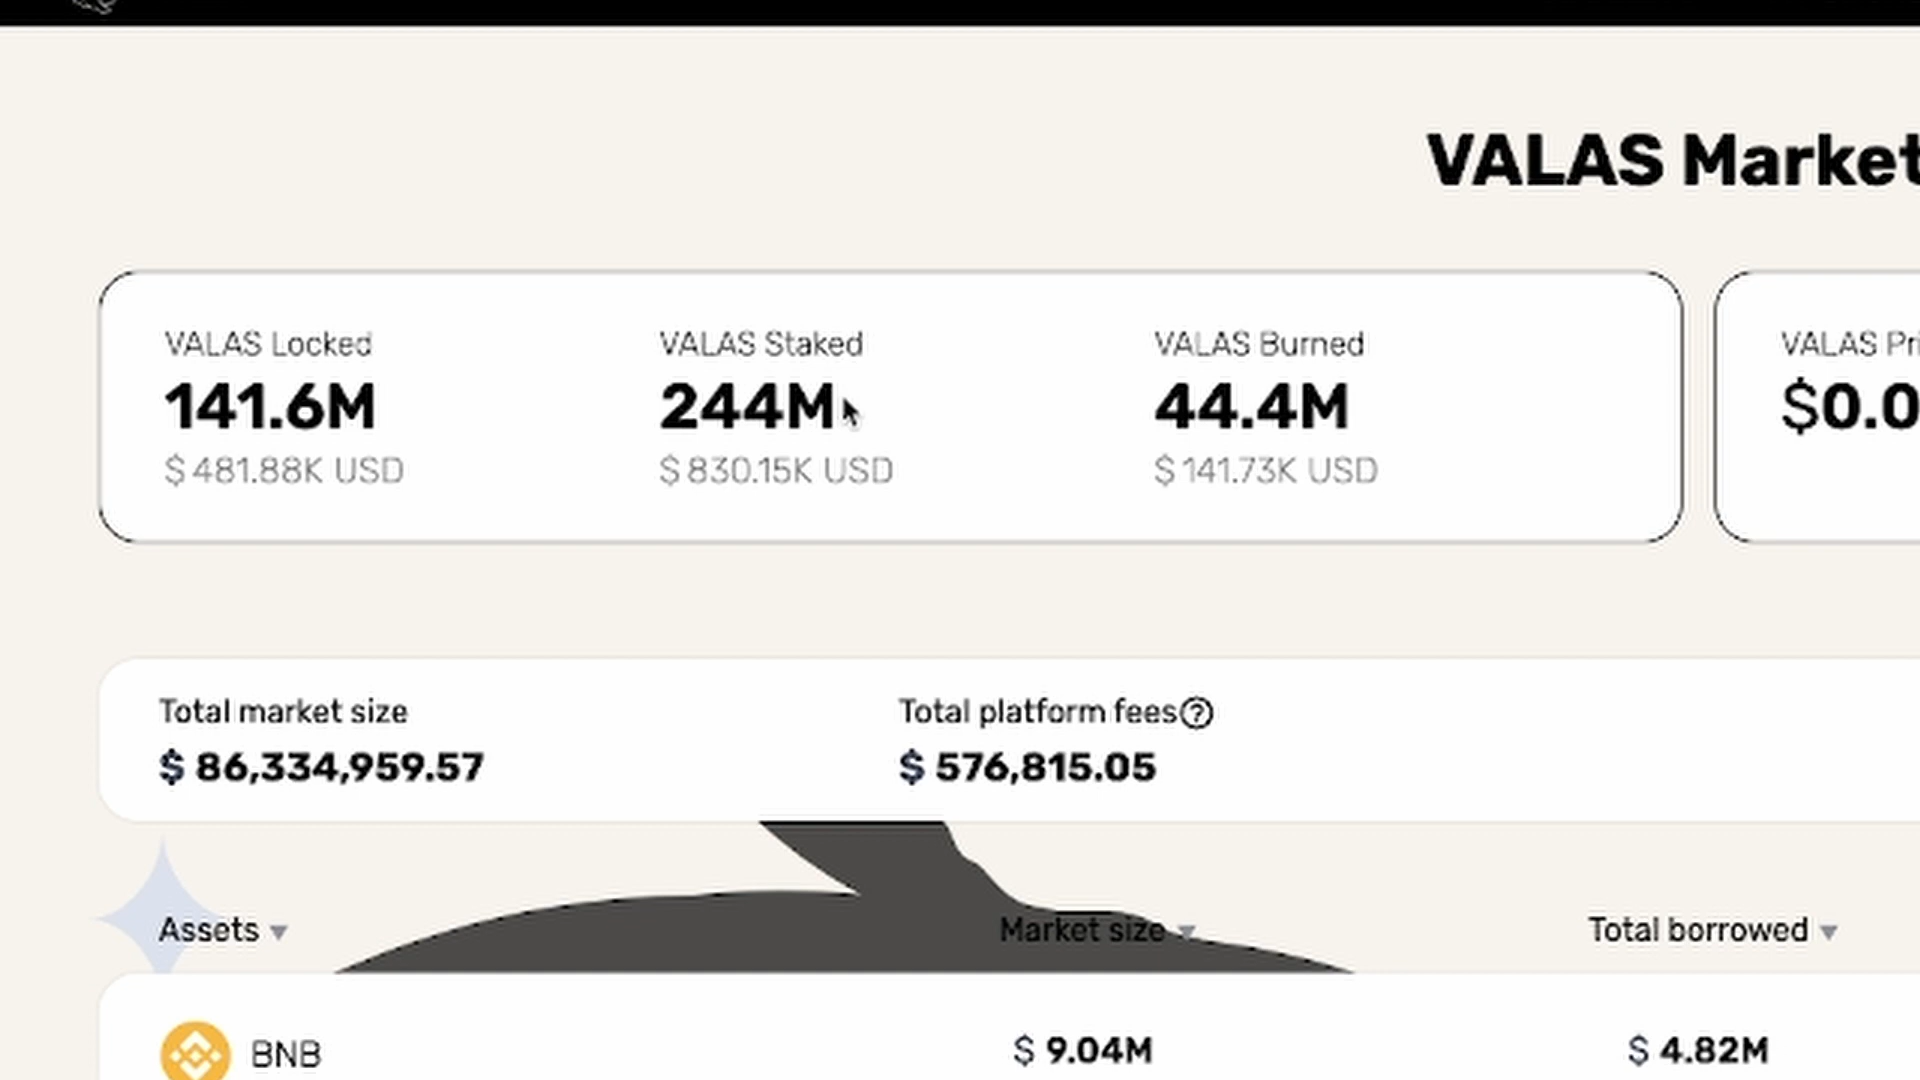 VALAS Market
VALAS Locked
141.6M
$ 481.88K USD
VALAS Staked
244M
$ 830.15K USD
VALAS Burned
44.4M
$ 141.73K USD
VALAS Pri
$0.0
Total market size
$ 86,334,959.57
Total platform fees?
$ 576,815.05
Assets
Market size
Total borrowed
BNB
$ 9.04M
$ 4.82M